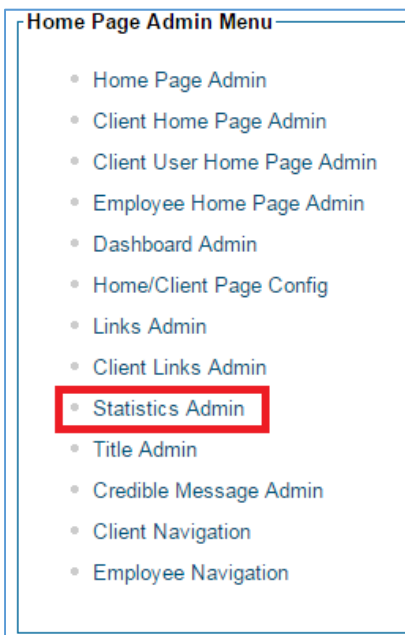 Home Page Admin Menu
Home Page Admin
Client Home Page Admin
Client User Home Page Admin
Employee Home Page Admin
Dashboard Admin
Home/Client Page Config
Links Admin
Client Links Admin
Statistics Admin
Title Admin
Credible Message Admin
Client Navigation
Employee Navigation